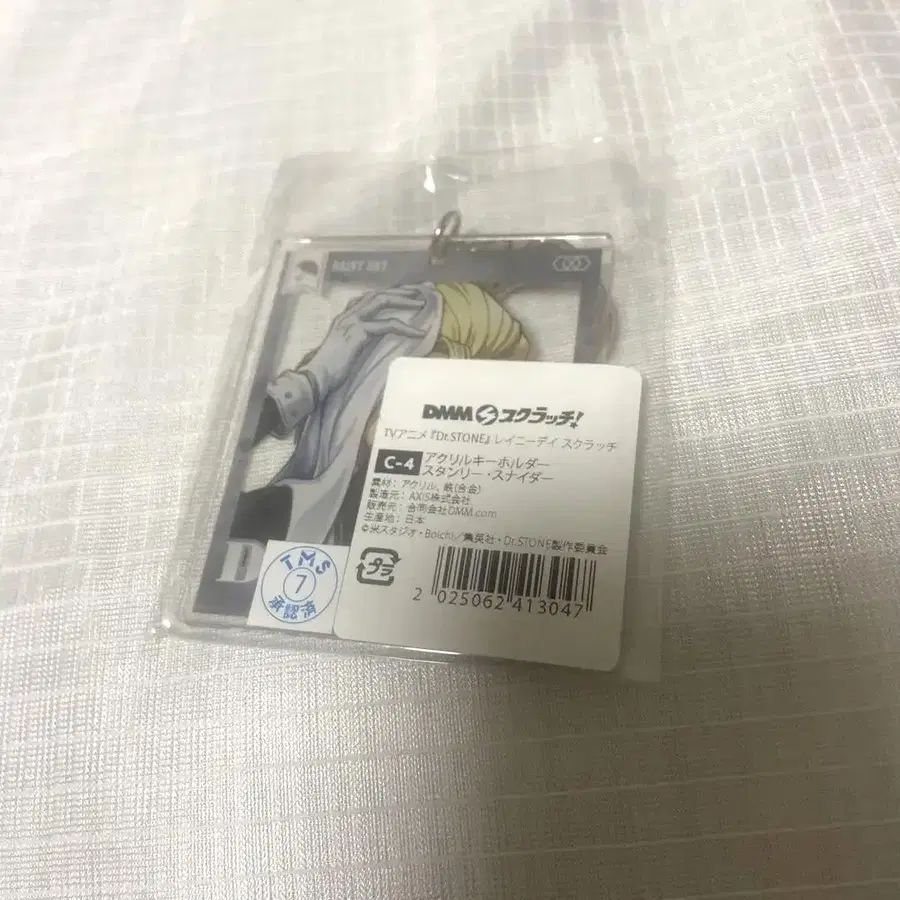 RAINY DAY
DMM スクラッチ!
TVアニメ『Dr.STONE』レイニーデイ スクラッチ
C-4 アクリルキーホルダー
スタンリー・スナイダー
素材：アクリル、鉄(合金)
製造元：AXIS株式会社
販売元：合同会社DMM.com
生産地：日本
©米スタジオ・Boichi／集英社・Dr.STONE製作委員会
プラ
2 025062 413047
D
TMS
7
承認済